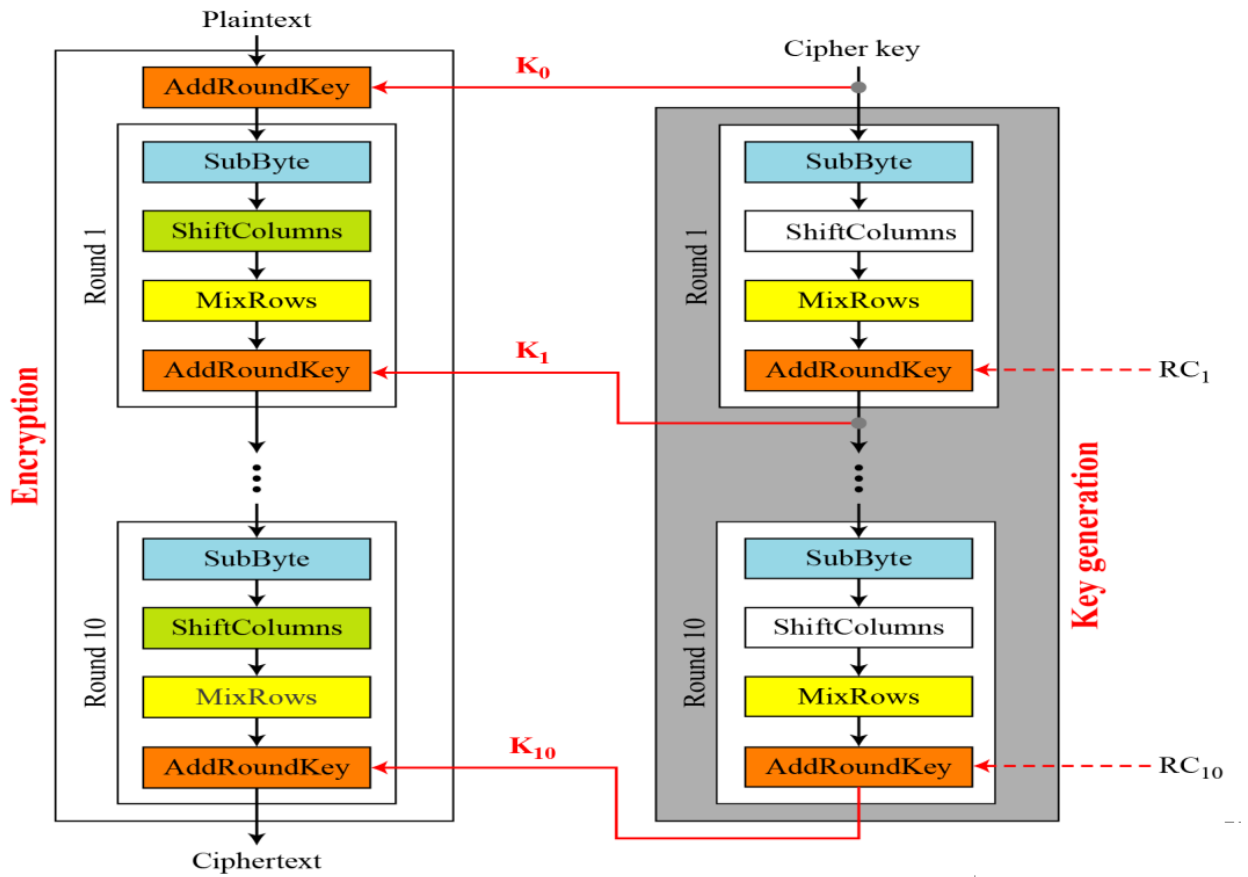 Plaintext
AddRoundKey
SubByte
ShiftColumns
MixRows
AddRoundKey
Round 1
SubByte
ShiftColumns
MixRows
AddRoundKey
Round 10
Ciphertext
Encryption
K0
K1
K10
Cipher key
SubByte
ShiftColumns
MixRows
AddRoundKey
Round 1
RC1
SubByte
ShiftColumns
MixRows
AddRoundKey
Round 10
RC10
Key generation